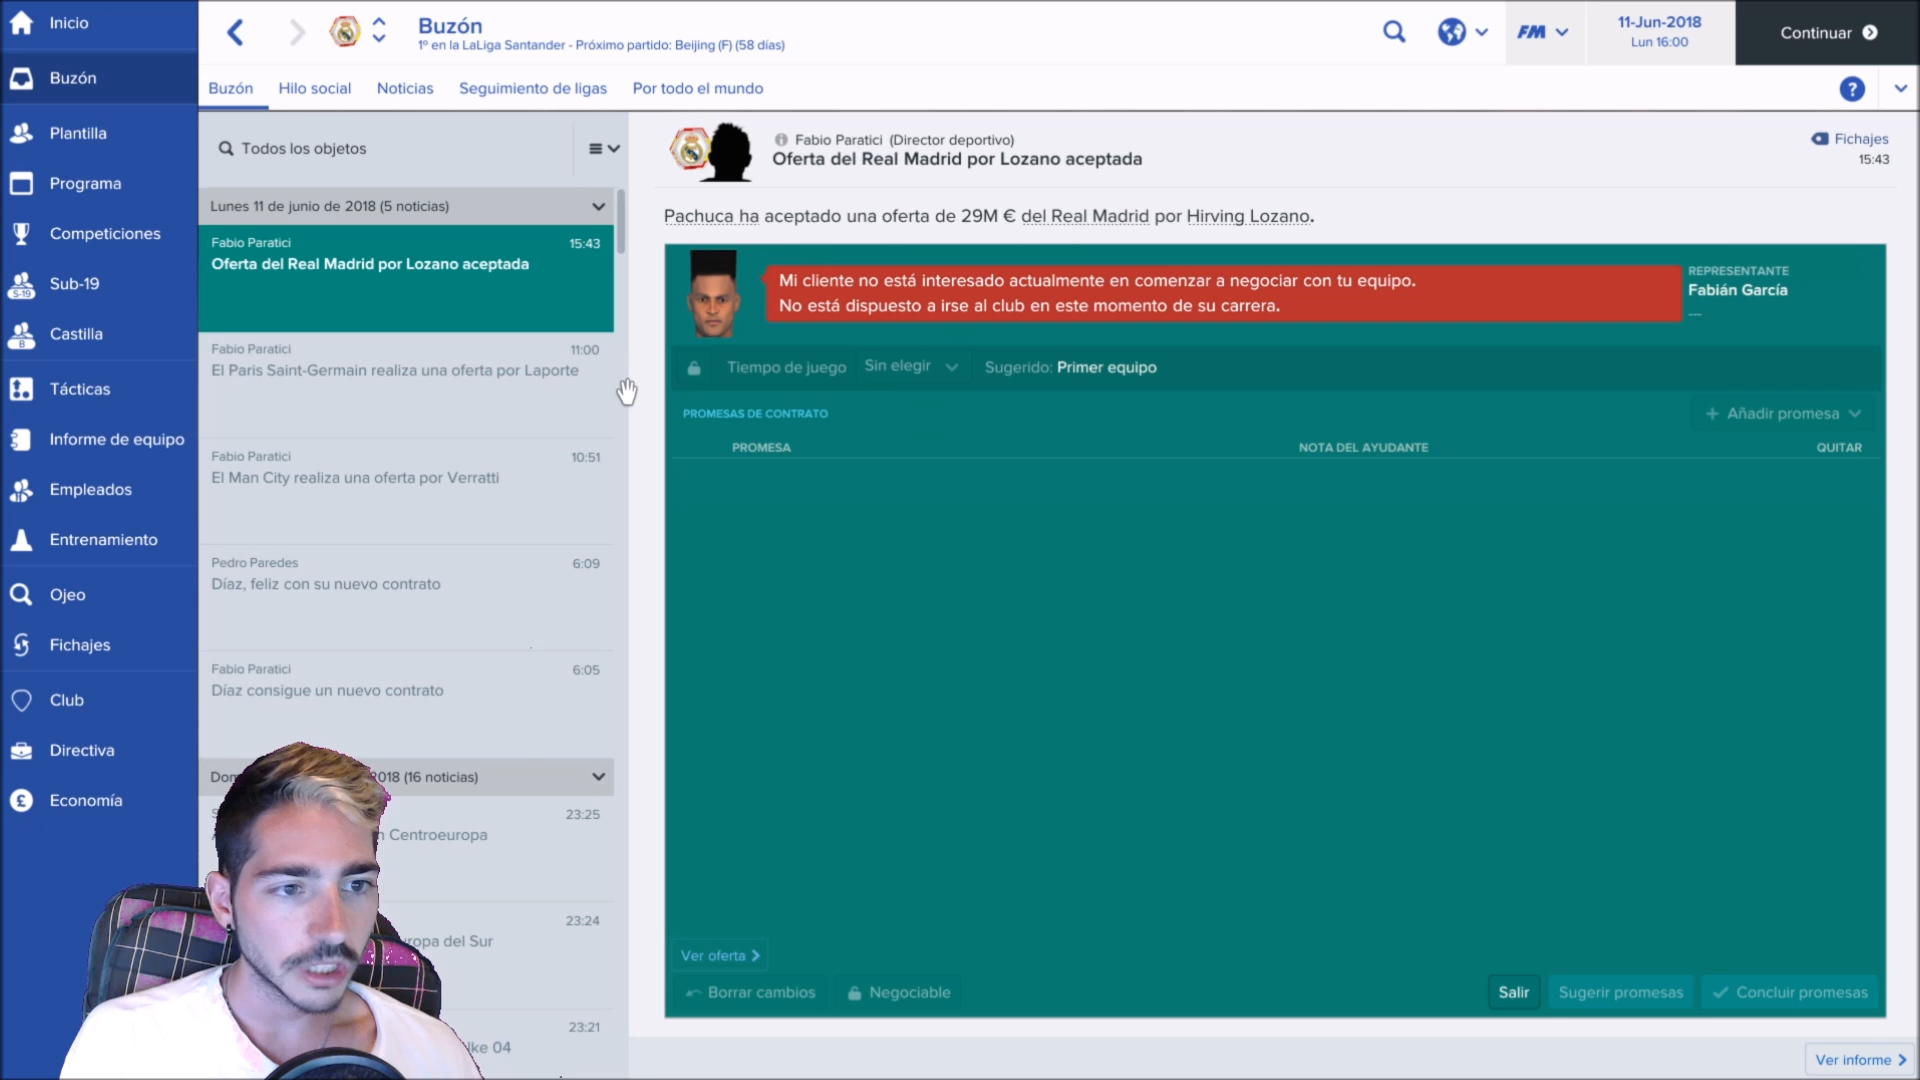 Inicio
Buzón
Plantilla
Programa
Competiciones
S-19
Sub-19
B
Castilla
Tácticas
Informe de equipo
Empleados
Entrenamiento
Ojeo
Fichajes
Club
Directiva
£
Economía
Buzón
1º en la LaLiga Santander - Próximo partido: Beijing (F) (58 días)
FM
11-Jun-2018
Lun 16:00
Continuar
Buzón
Hilo social
Noticias
Seguimiento de ligas
Por todo el mundo
?
Todos los objetos
Lunes 11 de junio de 2018 (5 noticias)
Fabio Paratici
15:43
Oferta del Real Madrid por Lozano aceptada
Fabio Paratici
11:00
El Paris Saint-Germain realiza una oferta por Laporte
Fabio Paratici
10:51
El Man City realiza una oferta por Verratti
Pedro Paredes
6:09
Díaz, feliz con su nuevo contrato
Fabio Paratici
6:05
Díaz consigue un nuevo contrato
2018 (16 noticias)
23:25
Centroeuropa
23:24
ropa del Sur
23:21
lke 04
Fabio Paratici (Director deportivo)
Oferta del Real Madrid por Lozano aceptada
Fichajes
15:43
Pachuca ha aceptado una oferta de 29M € del Real Madrid por Hirving Lozano.
Mi cliente no está interesado actualmente en comenzar a negociar con tu equipo.
No está dispuesto a irse al club en este momento de su carrera.
REPRESENTANTE
Fabián García
---
Tiempo de juego
Sin elegir
Sugerido: Primer equipo
PROMESAS DE CONTRATO
+ Añadir promesa
PROMESA
NOTA DEL AYUDANTE
QUITAR
Ver oferta
Borrar cambios
Negociable
Salir
Sugerir promesas
Concluir promesas
Ver informe